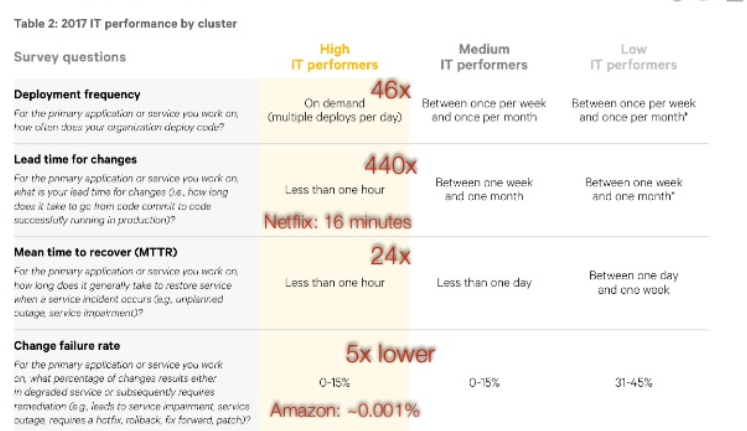 Table 2: 2017 IT performance by cluster
Survey questions
High
IT performers
Medium
IT performers
Low
IT performers
Deployment frequency
For the primary application or service you work on,
how often does your organization deploy code?
46x
On demand
(multiple deploys per day)
Between once per week
and once per month
Between once per week
and once per month*
Lead time for changes
For the primary application or service you work on,
what is your lead time for changes (i.e., how long
does it take to go from code commit to code
successfully running in production)?
440x
Less than one hour
Netflix: 16 minutes
Between one week
and one month
Between one week
and one month*
Mean time to recover (MTTR)
For the primary application or service you work on,
how long does it generally take to restore service
when a service incident occurs (e.g., unplanned
outage, service impairment)?
24x
Less than one hour
Less than one day
Between one day
and one week
Change failure rate
For the primary application or service you work
on, what percentage of changes results either
in degraded service or subsequently requires
remediation (e.g., leads to service impairment, service
outage, requires a hotfix, rollback, fix forward, patch)?
5x lower
0-15%
Amazon: ~0.001%
0-15%
31-45%